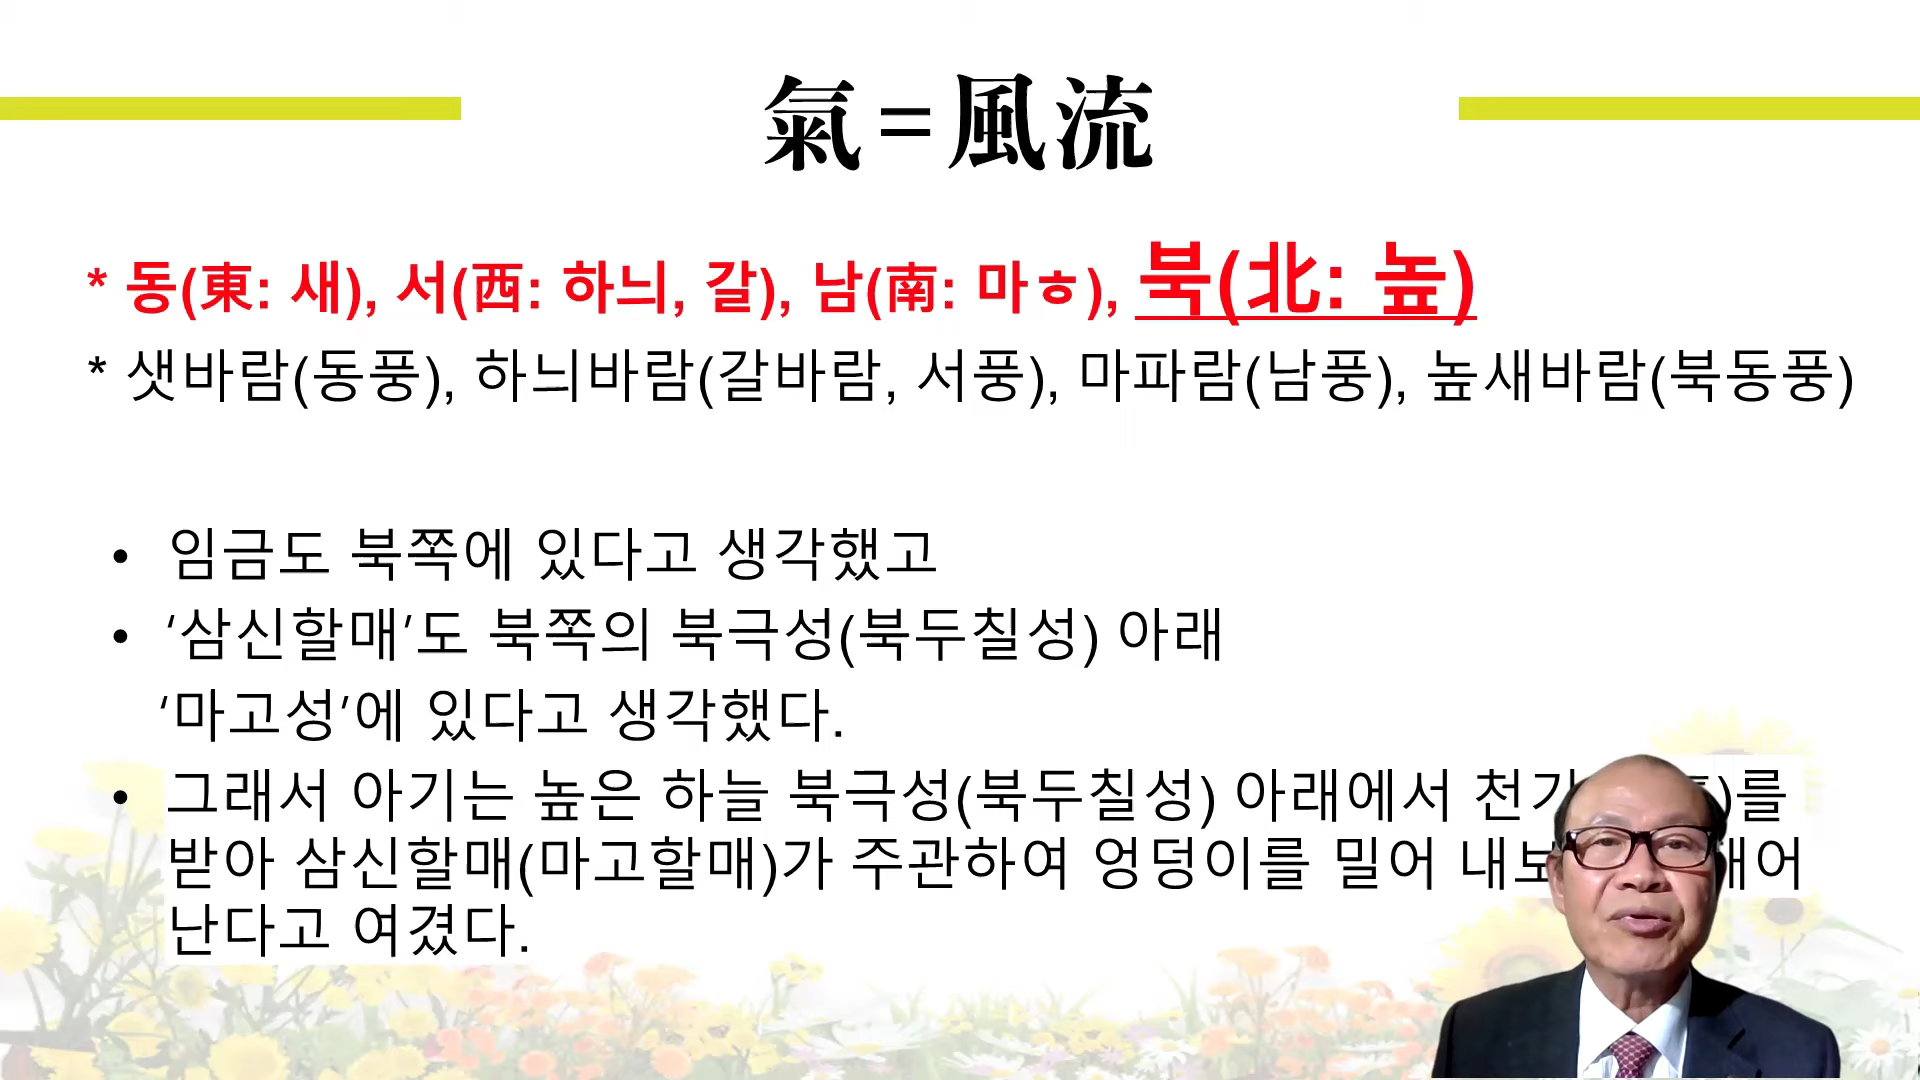 氣=風流
* 동(東: 새), 서(西: 하늬, 갈), 남(南: 마ㅎ), 북(北: 높)
* 샛바람(동풍), 하늬바람(갈바람, 서풍), 마파람(남풍), 높새바람(북동풍)
• 임금도 북쪽에 있다고 생각했고
• ‘삼신할매’도 북쪽의 북극성(북두칠성) 아래
‘마고성’에 있다고 생각했다.
• 그래서 아기는 높은 하늘 북극성(북두칠성) 아래에서 )를
받아 삼신할매(마고할매)가 주관하여 엉덩이를 밀어
난다고 여겼다.